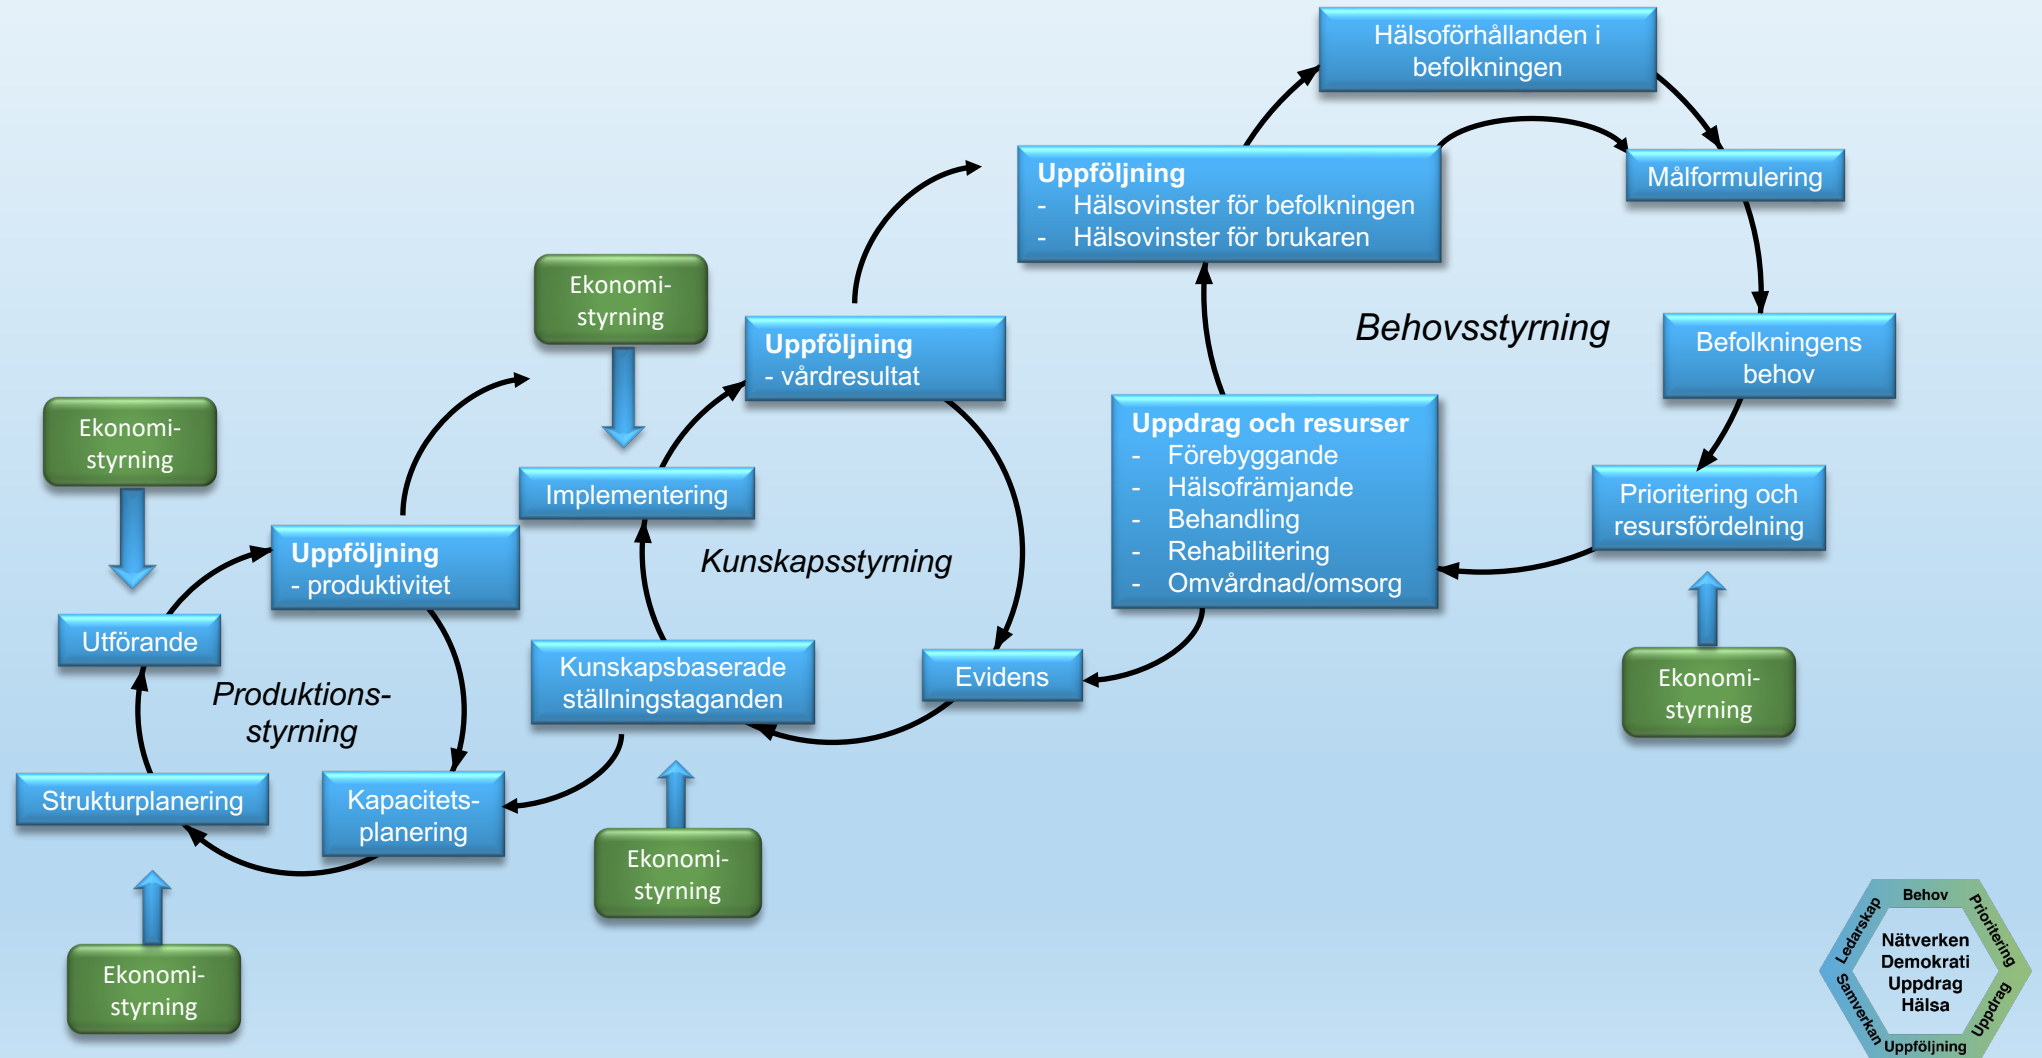 Hälsoförhållanden i
befolkningen
Uppföljning
- Hälsovinster för befolkningen
- Hälsovinster för brukaren
Målformulering
Ekonomi-
styrning
Uppföljning
- vårdresultat
Behovsstyrning
Befolkningens
behov
Ekonomi-
styrning
Uppdrag och resurser
- Förebyggande
- Hälsofrämjande
- Behandling
- Rehabilitering
- Omvårdnad/omsorg
Implementering
Prioritering och
resursfördelning
Uppföljning
- produktivitet
Kunskapsstyrning
Utförande
Kunskapsbaserade
ställningstaganden
Evidens
Ekonomi-
styrning
Produktions-
styrning
Strukturplanering
Kapacitets-
planering
Ekonomi-
styrning
Ekonomi-
styrning
Behov
Prioritering
Uppdrag
Uppföljning
Samverkan
Ledarskap
Nätverken
Demokrati
Uppdrag
Hälsa